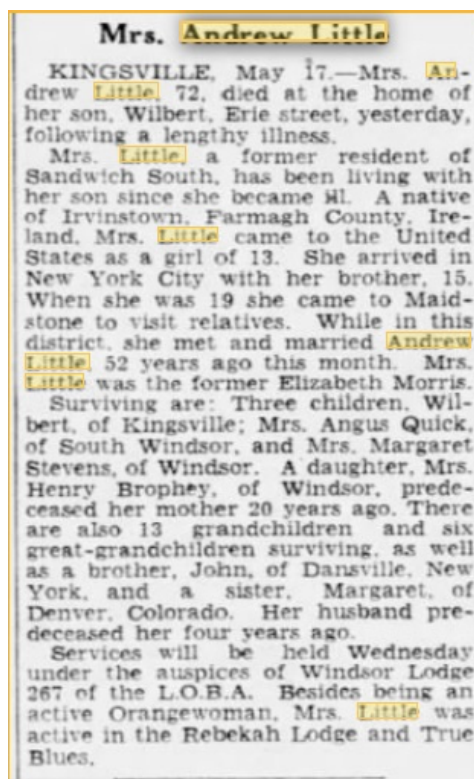 Mrs. Andrew Little
KINGSVILLE, May 17.—Mrs. An-
drew Little, 72, died at the home of
her son, Wilbert, Erie street, yesterday,
following a lengthy illness.
Mrs. Little, a former resident of
Sandwich South, has been living with
her son since she became ill. A native
of Irvinstown, Farmagh County, Ire-
land, Mrs. Little came to the United
States as a girl of 13. She arrived in
New York City with her brother, 15.
When she was 19 she came to Maid-
stone to visit relatives. While in this
district, she met and married Andrew
Little, 52 years ago this month. Mrs.
Little was the former Elizabeth Morris.
Surviving are: Three children, Wil-
bert, of Kingsville; Mrs. Angus Quick,
of South Windsor, and Mrs. Margaret
Stevens, of Windsor. A daughter, Mrs.
Henry Brophey, of Windsor, prede-
ceased her mother 20 years ago. There
are also 13 grandchildren and six
great-grandchildren surviving, as well
as a brother, John, of Dansville, New
York, and a sister, Margaret, of
Denver, Colorado. Her husband pre-
deceased her four years ago.
Services will be held Wednesday
under the auspices of Windsor Lodge
267 of the L.O.B.A. Besides being an
active Orangewoman, Mrs. Little was
active in the Rebekah Lodge and True
Blues.